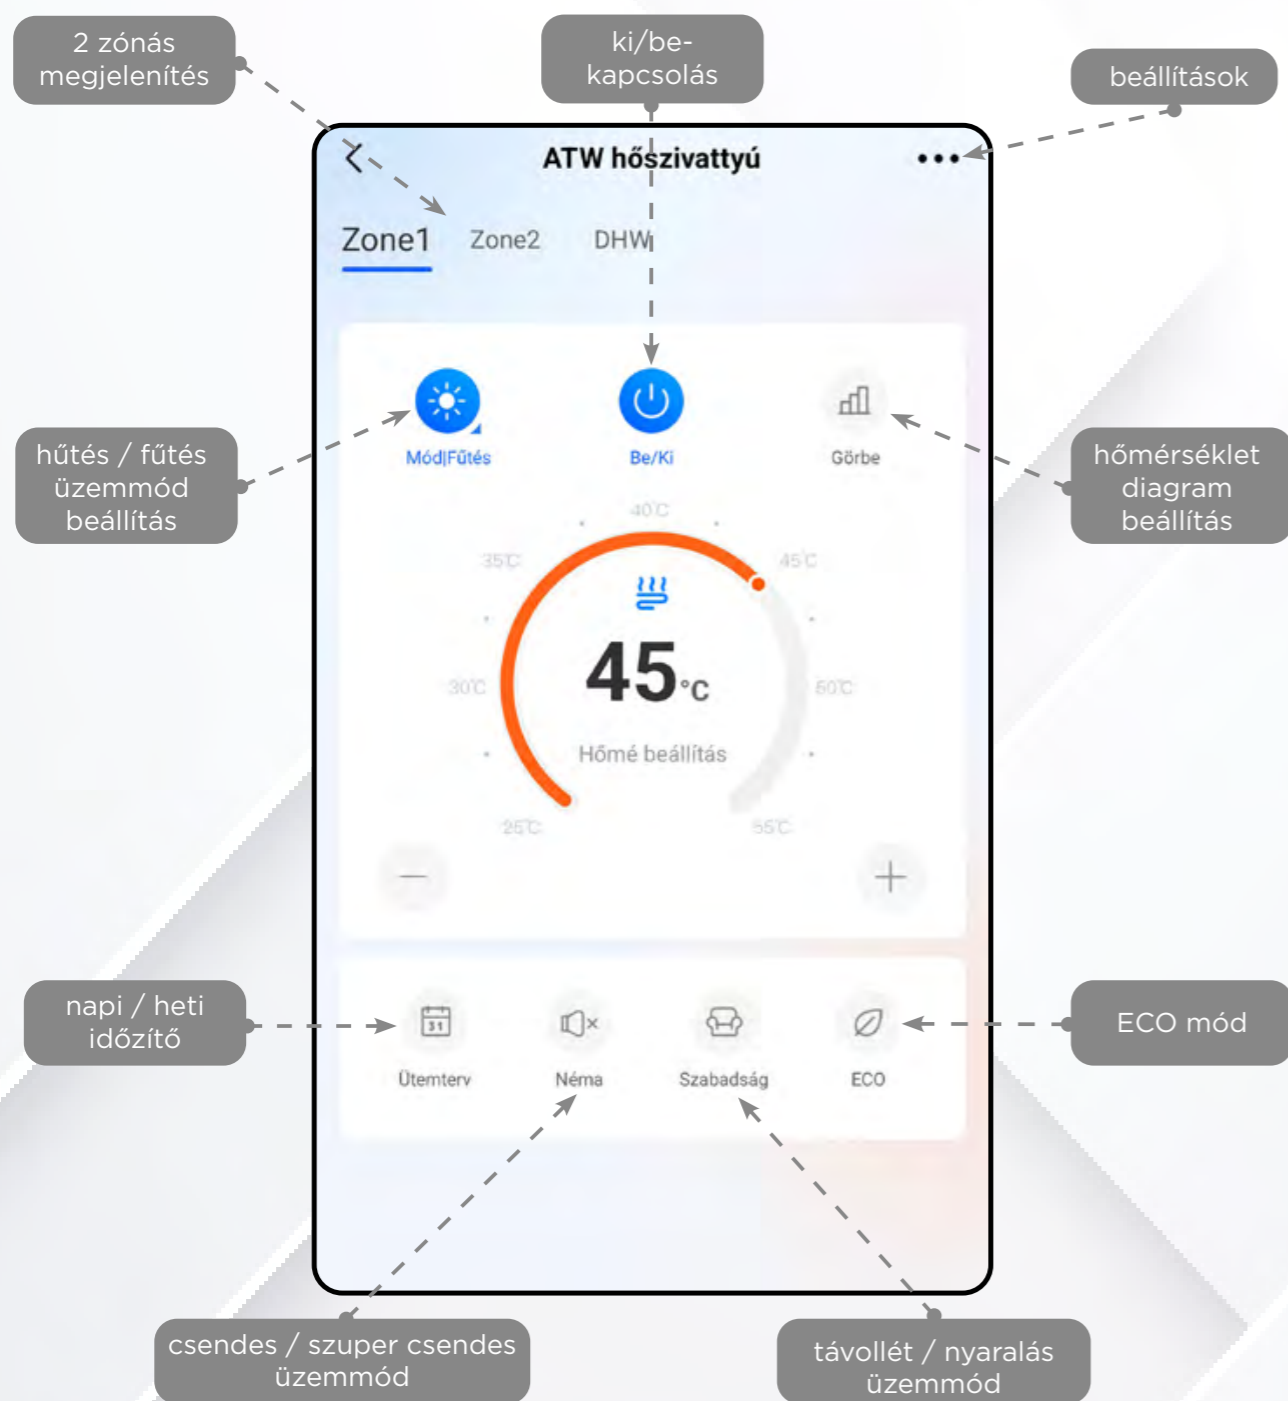 2 zónás
megjelenítés
ki/be-
kapcsolás
beállítások
ATW hőszivattyú
Zone1
Zone2
DHW
hűtés / fűtés
üzemmód
beállítás
Mód|Fűtés
Be/Ki
Görbe
hőmérséklet
diagram
beállítás
40°C
35°C
45°C
30°C
45°C
50°C
Hőmé beállítás
25°C
55°C
napi / heti
időzítő
31
Ütemterv
Néma
Szabadság
ECO
ECO mód
csendes / szuper csendes
üzemmód
távollét / nyaralás
üzemmód